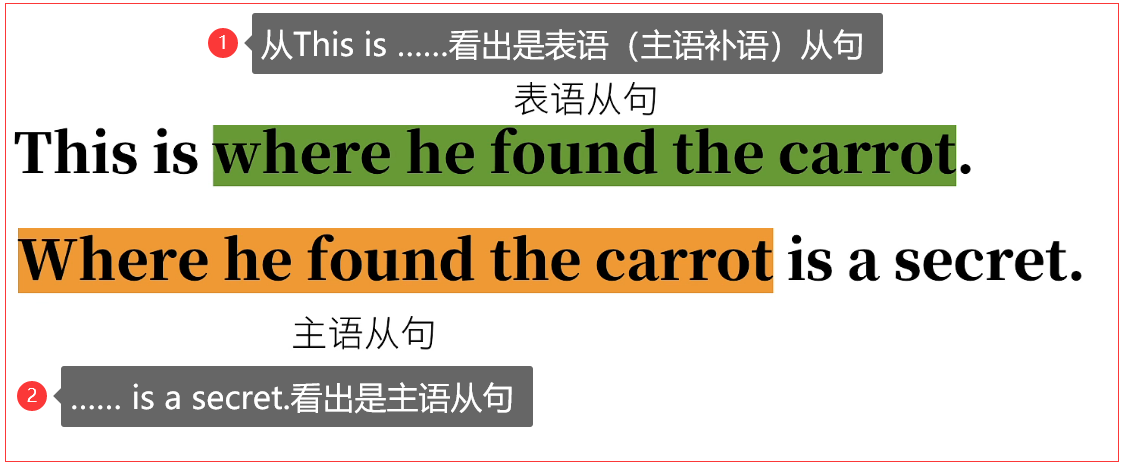 1 从This is ......看出是表语（主语补语）从句
表语从句
This is where he found the carrot.
Where he found the carrot is a secret.
主语从句
2 ...... is a secret.看出是主语从句